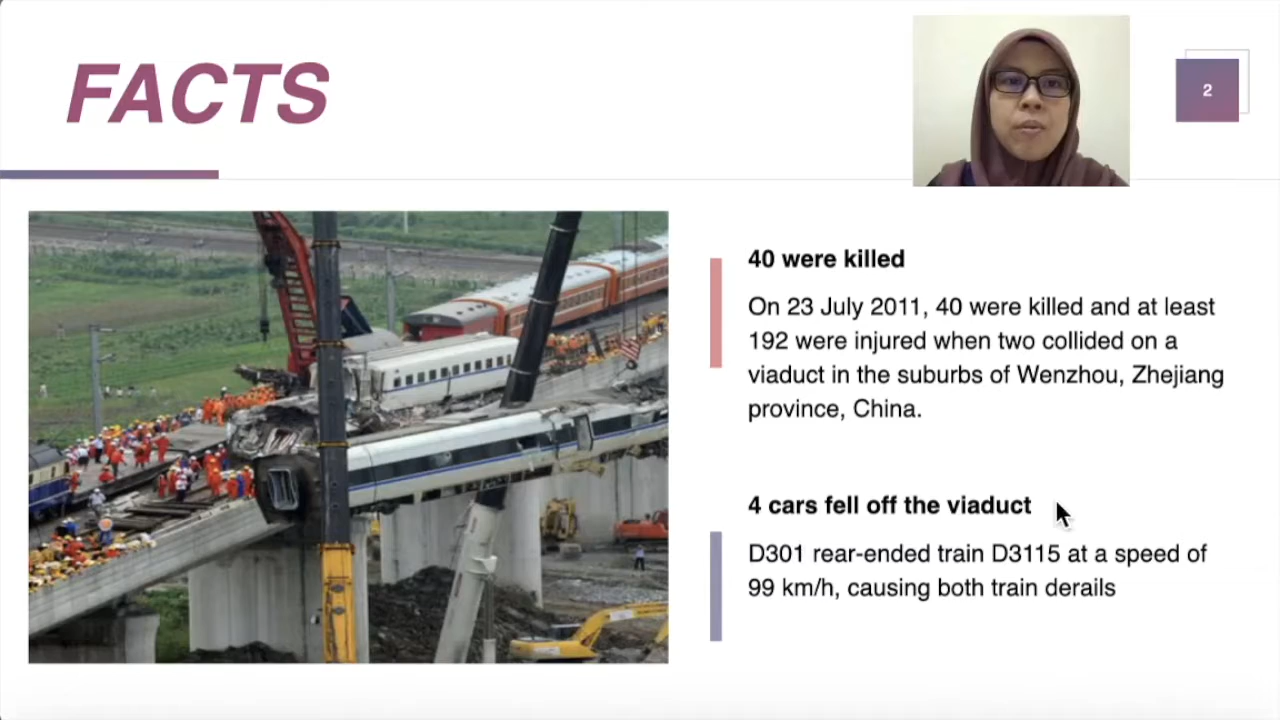 FACTS
2
40 were killed
On 23 July 2011, 40 were killed and at least
192 were injured when two collided on a
viaduct in the suburbs of Wenzhou, Zhejiang
province, China.
4 cars fell off the viaduct
D301 rear-ended train D3115 at a speed of
99 km/h, causing both train derails